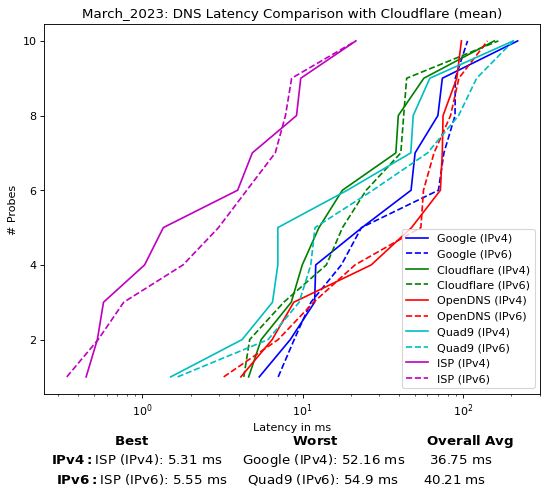 March_2023: DNS Latency Comparison with Cloudflare (mean)
10
8
6
4
2
# Probes
Google (IPv4)
Google (IPv6)
Cloudflare (IPv4)
Cloudflare (IPv6)
OpenDNS (IPv4)
OpenDNS (IPv6)
Quad9 (IPv4)
Quad9 (IPv6)
ISP (IPv4)
ISP (IPv6)
10⁰ 10¹ 10²
Latency in ms
Best Worst Overall Avg
IPv4: ISP (IPv4): 5.31 ms Google (IPv4): 52.16 ms 36.75 ms
IPv6: ISP (IPv6): 5.55 ms Quad9 (IPv6): 54.9 ms 40.21 ms